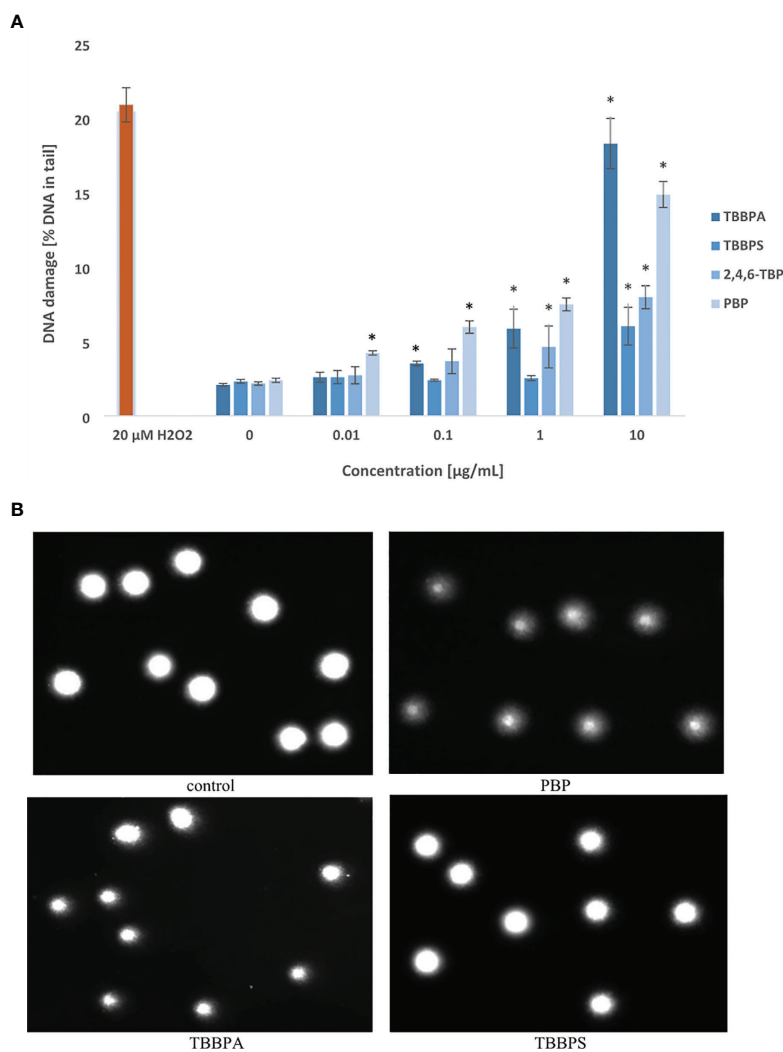 A
DNA damage [% DNA in tail]
25
20
15
10
5
0
* * * * * * * * * *
TBBPA
TBBPS
2,4,6-TBP
PBP
20 µM H2O2 0 0.01 0.1 1 10
Concentration [µg/mL]
B
control PBP
TBBPA TBBPS